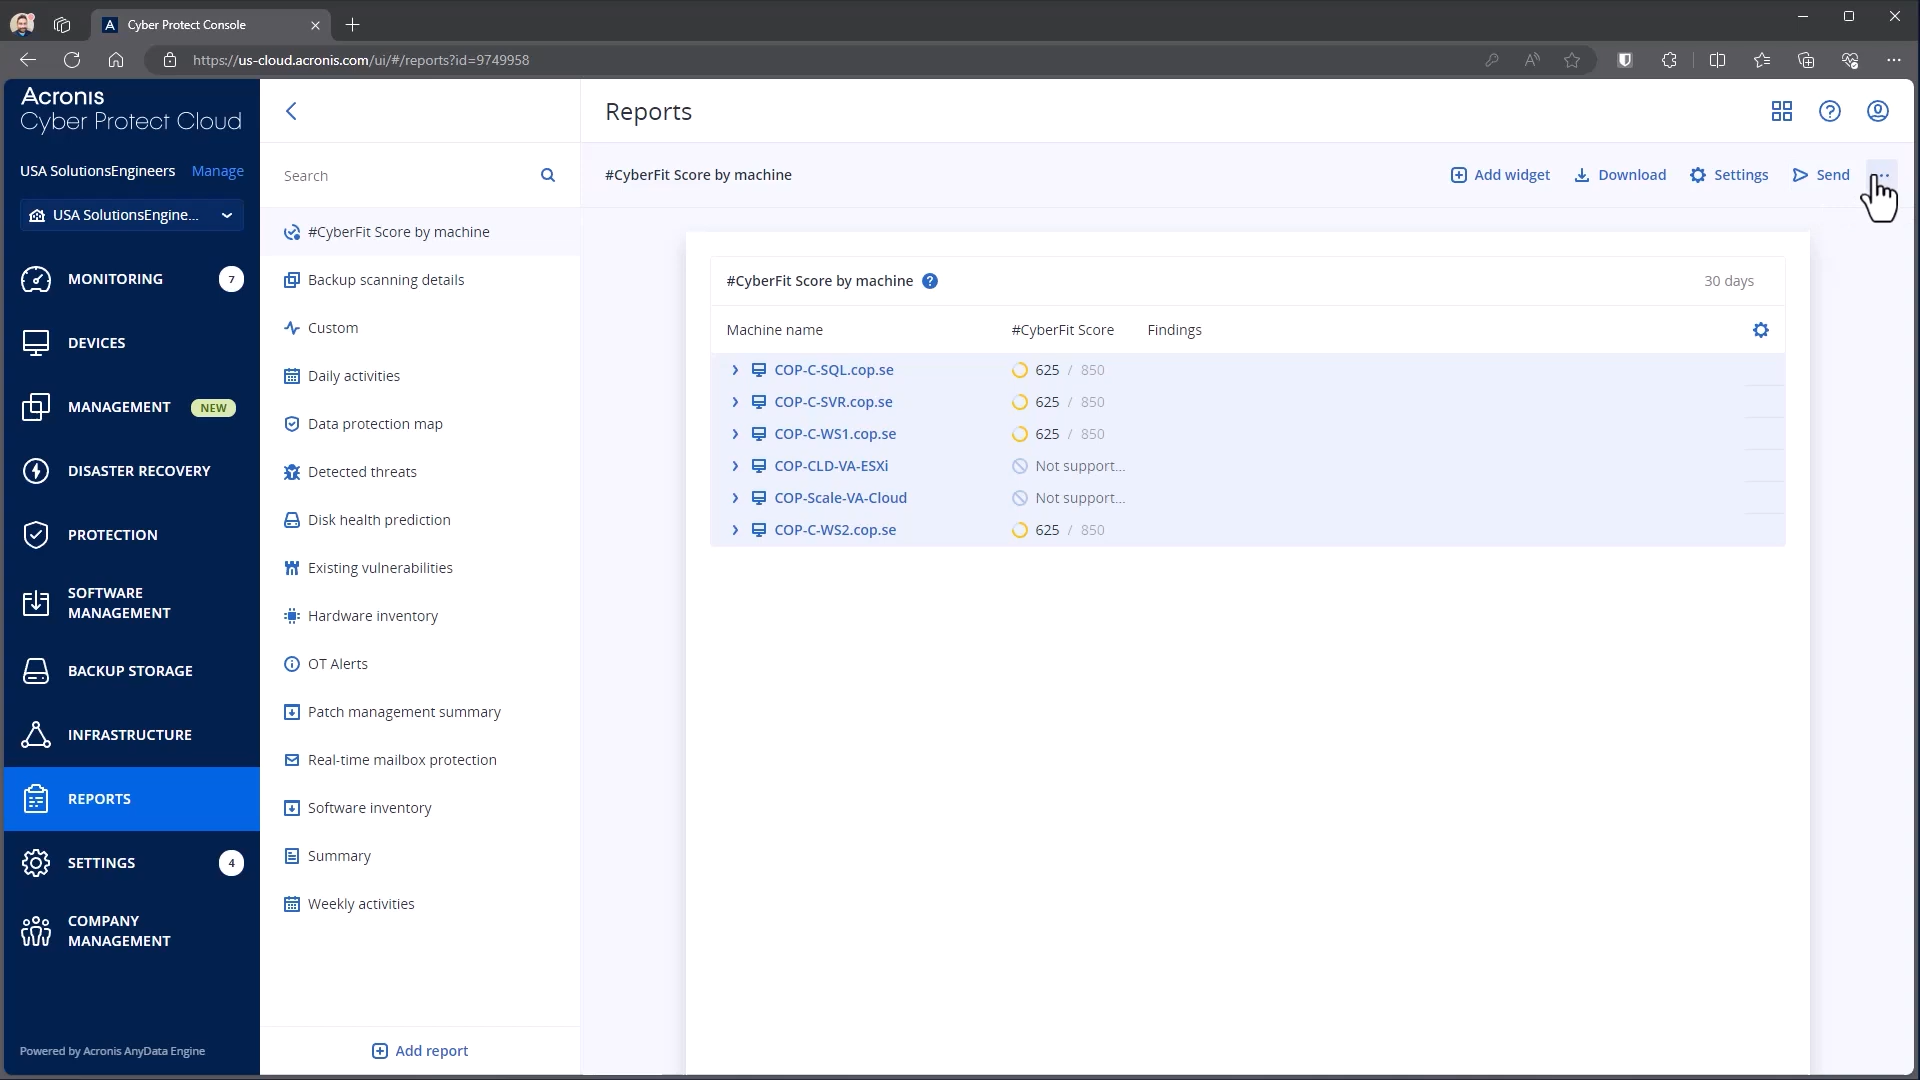 Cyber Protect Console
https://us-cloud.acronis.com/ui/#/reports?id=9749958
Acronis
Cyber Protect Cloud
USA SolutionsEngineers Manage
USA SolutionsEngine...
MONITORING 7
DEVICES
MANAGEMENT NEW
DISASTER RECOVERY
PROTECTION
SOFTWARE
MANAGEMENT
BACKUP STORAGE
INFRASTRUCTURE
REPORTS
SETTINGS 4
COMPANY
MANAGEMENT
Powered by Acronis AnyData Engine
Search
#CyberFit Score by machine
Backup scanning details
Custom
Daily activities
Data protection map
Detected threats
Disk health prediction
Existing vulnerabilities
Hardware inventory
OT Alerts
Patch management summary
Real-time mailbox protection
Software inventory
Summary
Weekly activities
Add report
Reports
#CyberFit Score by machine
Add widget Download Settings Send
#CyberFit Score by machine 30 days
Machine name #CyberFit Score Findings
COP-C-SQL.cop.se 625 / 850
COP-C-SVR.cop.se 625 / 850
COP-C-WS1.cop.se 625 / 850
COP-CLD-VA-ESXi Not support...
COP-Scale-VA-Cloud Not support...
COP-C-WS2.cop.se 625 / 850